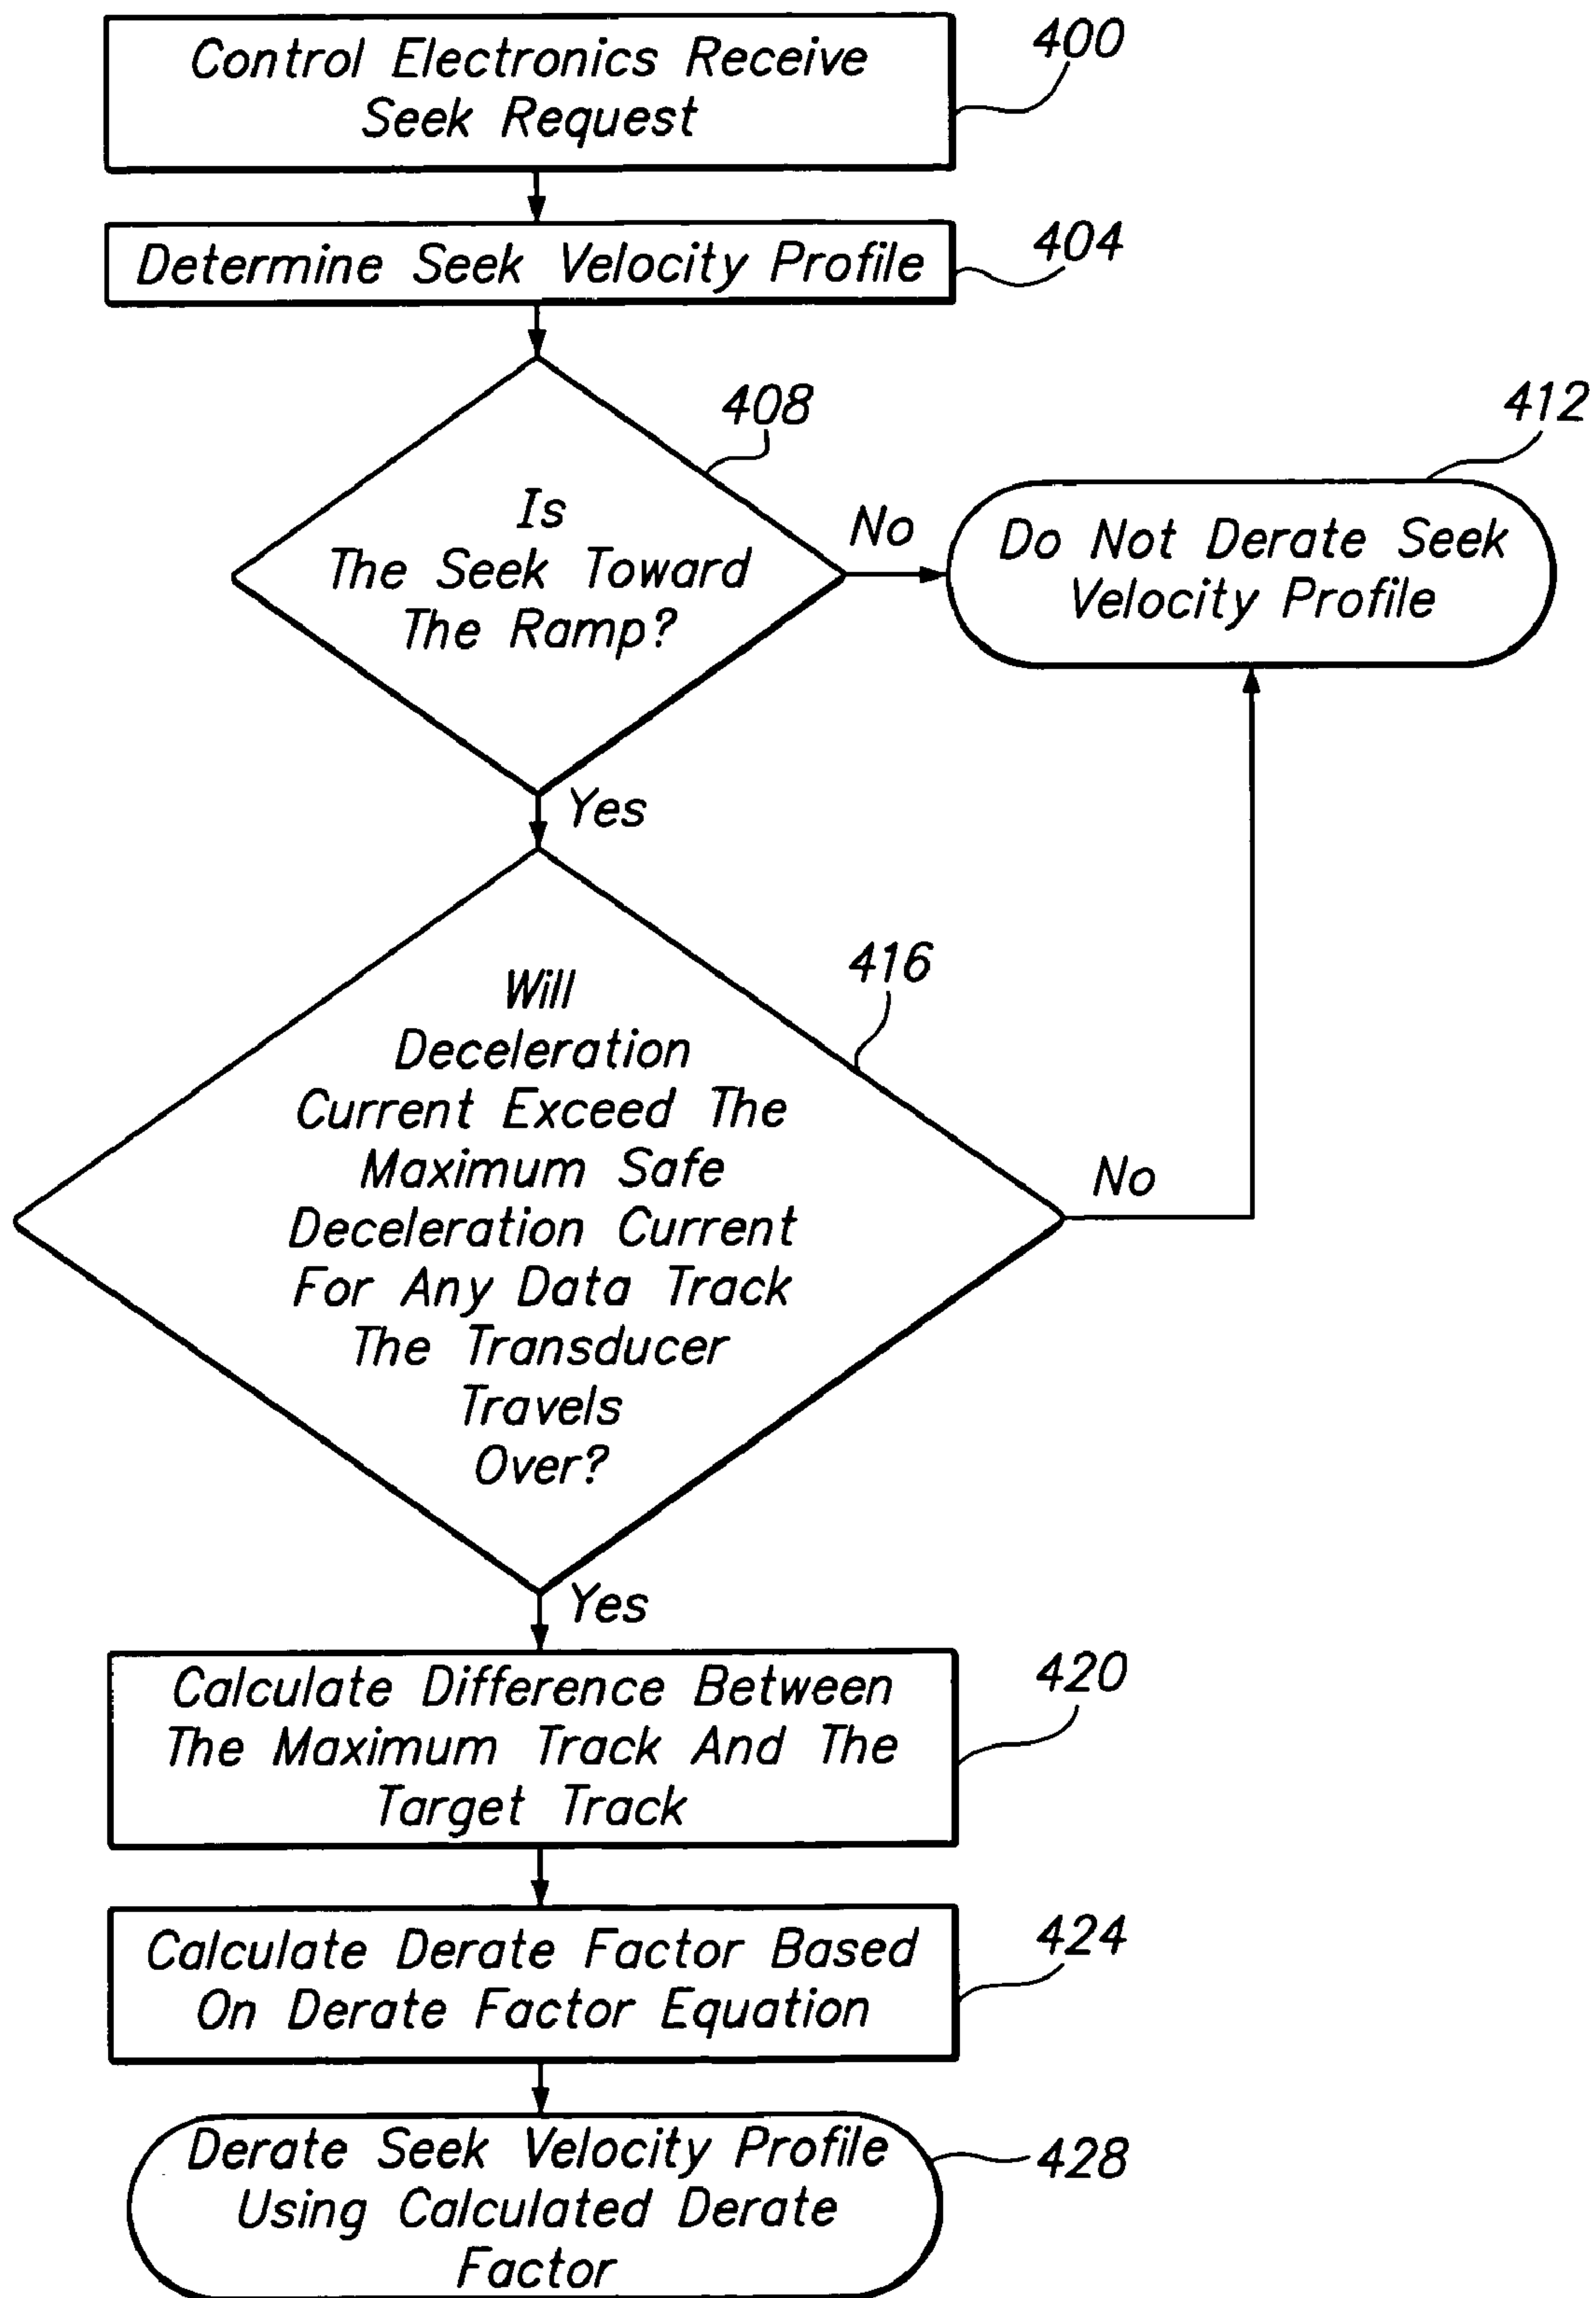 Control Electronics Receive
Seek Request
400
Determine Seek Velocity Profile
404
408
Is
The Seek Toward
The Ramp?
No
412
Do Not Derate Seek
Velocity Profile
Yes
416
Will
Deceleration
Current Exceed The
Maximum Safe
Deceleration Current
For Any Data Track
The Transducer
Travels
Over?
No
Yes
Calculate Difference Between
The Maximum Track And The
Target Track
420
Calculate Derate Factor Based
On Derate Factor Equation
424
Derate Seek Velocity Profile
Using Calculated Derate
Factor
428